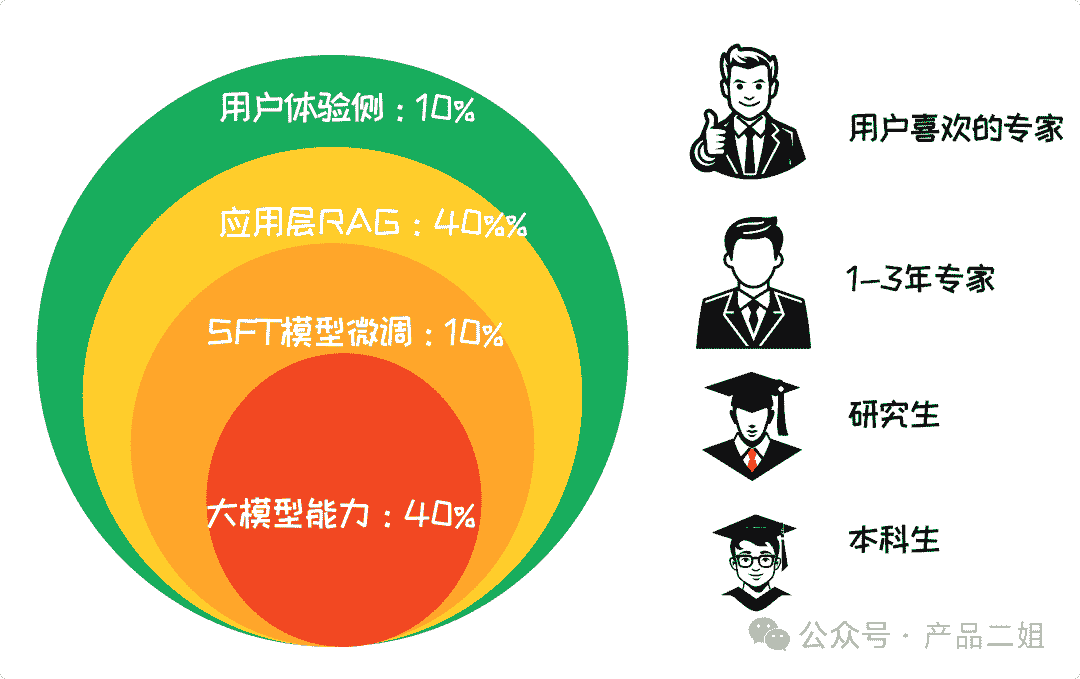 用户体验侧：10%
应用层RAG：40%%
SFT模型微调：10%
大模型能力：40%
用户喜欢的专家
1-3年专家
研究生
本科生
公众号·产品二姐